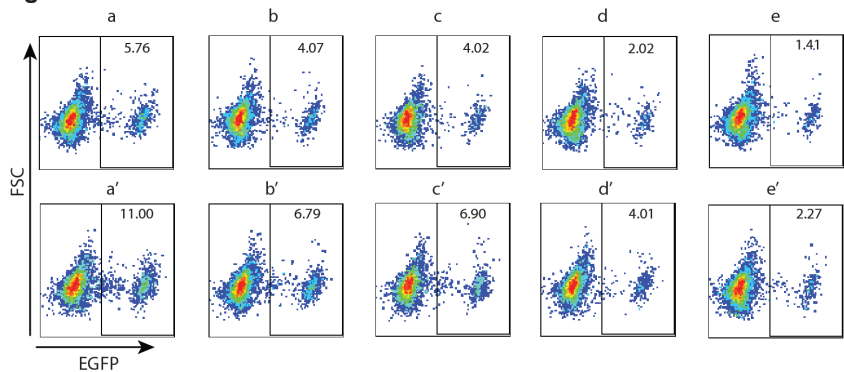 a b c d e
5.76 4.07 4.02 2.02 1.41
FSC
a′ b′ c′ d′ e′
11.00 6.79 6.90 4.01 2.27
EGFP